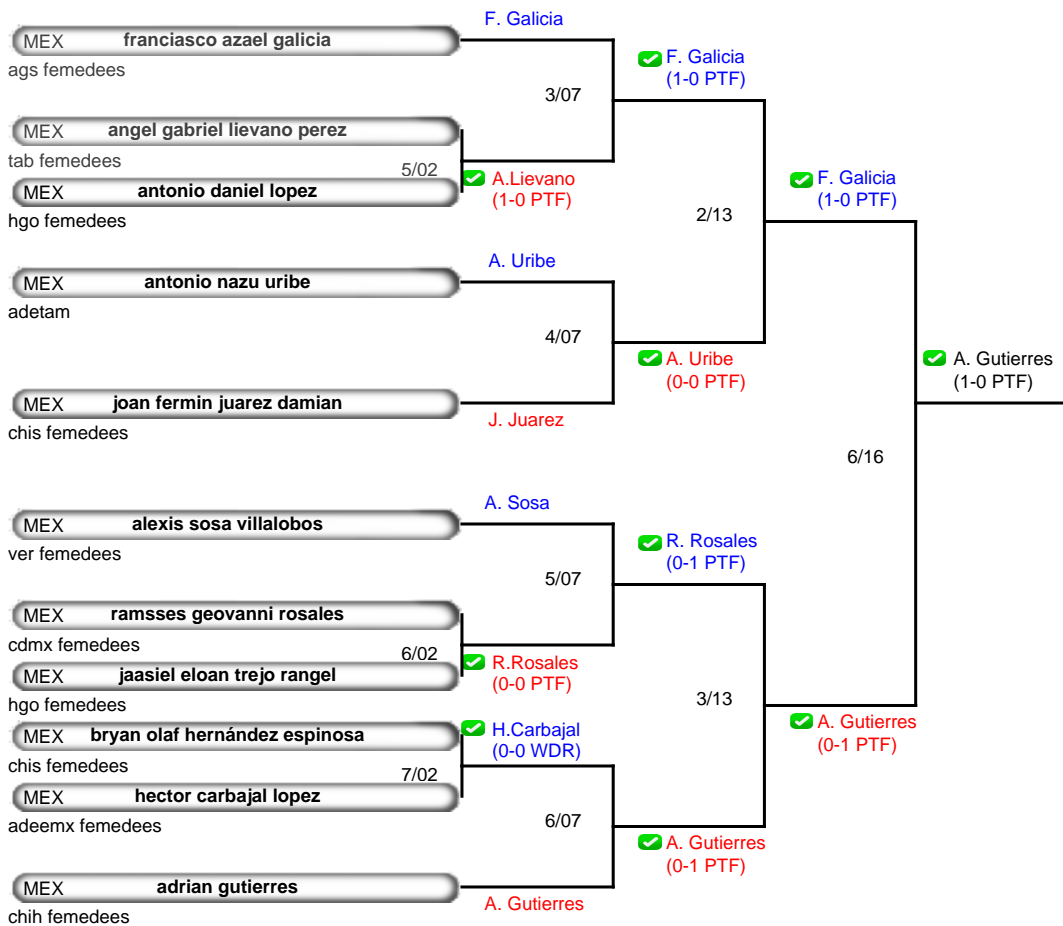 F. Galicia
MEX franciasco azael galicia
ags femedees
3/07
F. Galicia
(1-0 PTF)
MEX angel gabriel lievano perez
tab femedees
5/02
A.Lievano
(1-0 PTF)
MEX antonio daniel lopez
hgo femedees
2/13
F. Galicia
(1-0 PTF)
A. Uribe
MEX antonio nazu uribe
adetam
4/07
A. Uribe
(0-0 PTF)
MEX joan fermin juarez damian
chis femedees
J. Juarez
A. Gutierres
(1-0 PTF)
6/16
A. Sosa
MEX alexis sosa villalobos
ver femedees
5/07
R. Rosales
(0-1 PTF)
MEX ramsses geovanni rosales
cdmx femedees
6/02
R.Rosales
(0-0 PTF)
MEX jaasiel eloan trejo rangel
hgo femedees
3/13
A. Gutierres
(0-1 PTF)
MEX bryan olaf hernández espinosa
chis femedees
H.Carbajal
(0-0 WDR)
7/02
MEX hector carbajal lopez
adeemx femedees
6/07
A. Gutierres
(0-1 PTF)
MEX adrian gutierres
chih femedees
A. Gutierres